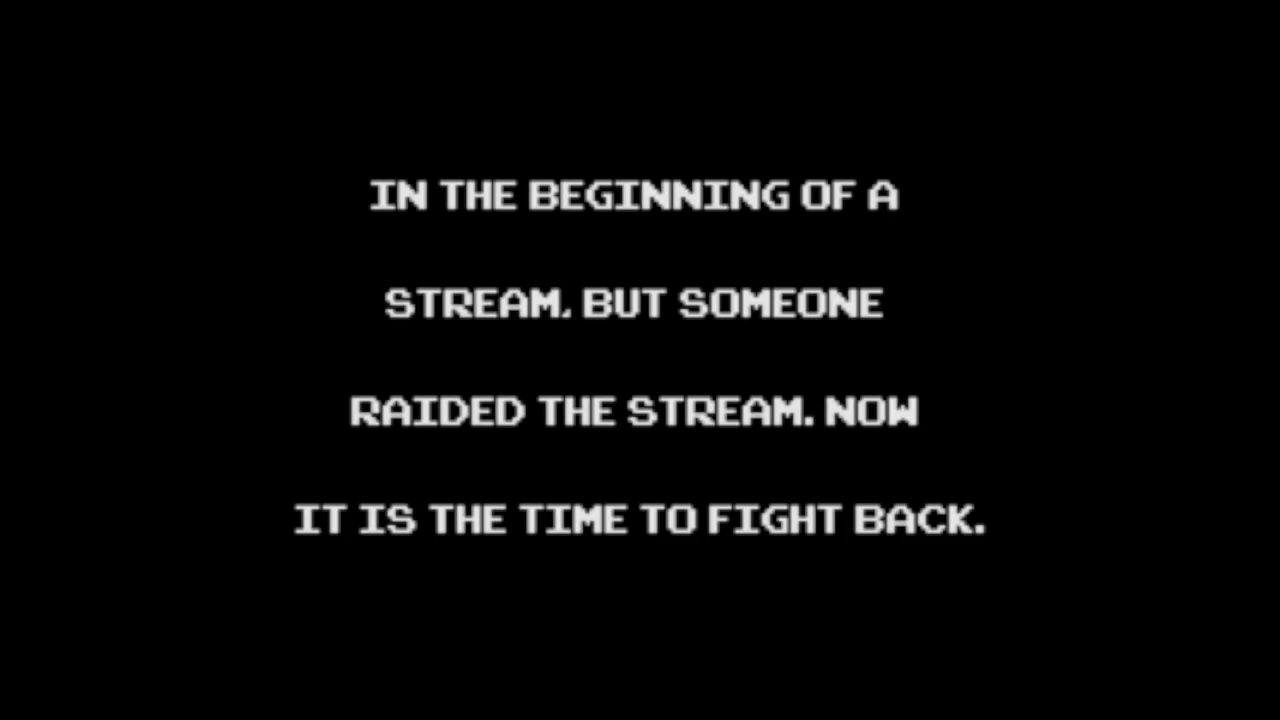 IN THE BEGINNING OF A
STREAM, BUT SOMEONE
RAIDED THE STREAM. NOW
IT IS THE TIME TO FIGHT BACK.